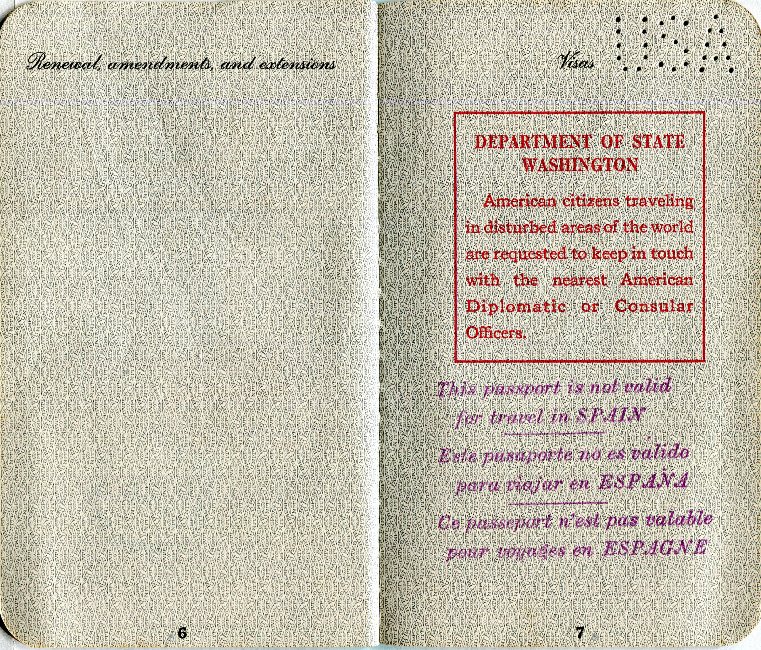 Renewal, amendments, and extensions
6
Visas
USA
DEPARTMENT OF STATE
WASHINGTON
American citizens traveling
in disturbed areas of the world
are requested to keep in touch
with the nearest American
Diplomatic or Consular
Officers.
This passport is not valid
for travel in SPAIN
Este pasaporte no es válido
para viajar en ESPAÑA
Ce passeport n'est pas valable
pour voyages en ESPAGNE
7